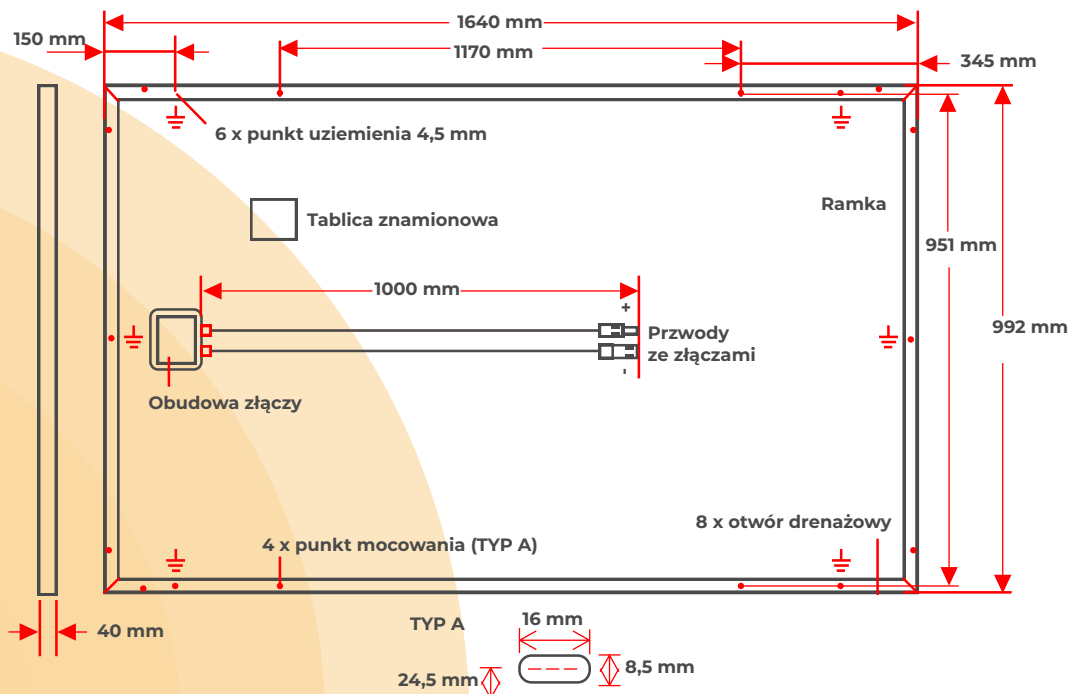 1640 mm
150 mm
1170 mm
345 mm
6 x punkt uziemienia 4,5 mm
Tablica znamionowa
Ramka
951 mm
1000 mm
992 mm
+
Przwody
ze złączami
-
Obudowa złączy
8 x otwór drenażowy
4 x punkt mocowania (TYP A)
40 mm
TYP A
16 mm
8,5 mm
24,5 mm